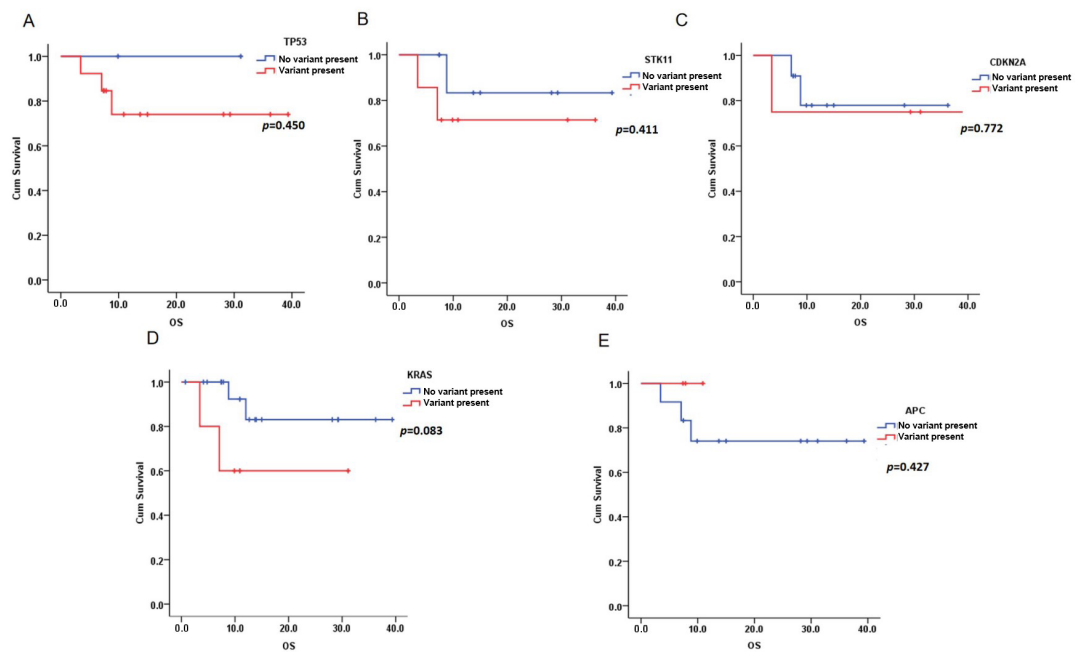 A
TP53
No variant present
Variant present
p=0.450
Cum Survival
1.0
0.8
0.6
0.4
0.2
0.0
0.0 10.0 20.0 30.0 40.0
OS
B
STK11
No variant present
Variant present
p=0.411
Cum Survival
1.0
0.8
0.6
0.4
0.2
0.0
0.0 10.0 20.0 30.0 40.0
OS
C
CDKN2A
No variant present
Variant present
p=0.772
Cum Survival
1.0
0.8
0.6
0.4
0.2
0.0
0.0 10.0 20.0 30.0 40.0
OS
D
KRAS
No variant present
Variant present
p=0.083
Cum Survival
1.0
0.8
0.6
0.4
0.2
0.0
0.0 10.0 20.0 30.0 40.0
OS
E
APC
No variant present
Variant present
p=0.427
Cum Survival
1.0
0.8
0.6
0.4
0.2
0.0
0.0 10.0 20.0 30.0 40.0
OS